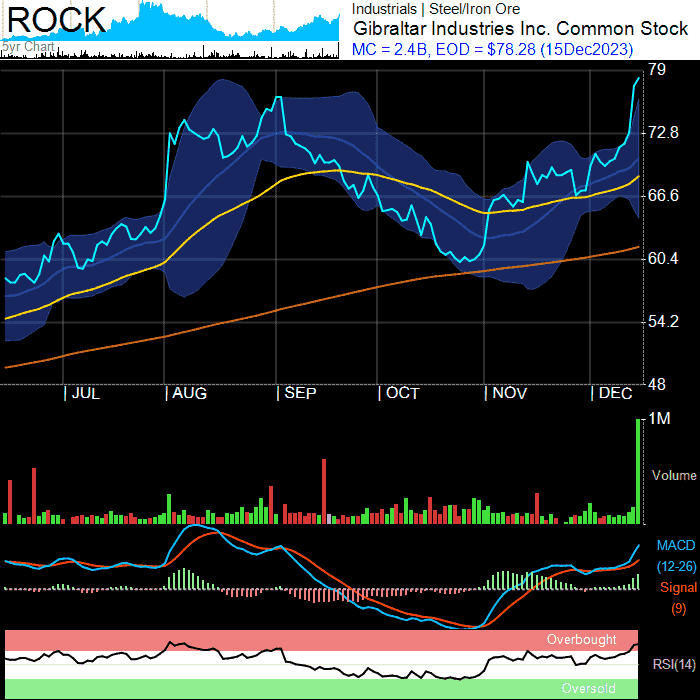 ROCK
5yr Chart
Industrials | Steel/Iron Ore
Gibraltar Industries Inc. Common Stock
MC = 2.4B, EOD = $78.28 (15Dec2023)
79
72.8
66.6
60.4
54.2
48
| JUL | AUG | SEP | OCT | NOV | DEC
1M
Volume
MACD
(12-26)
Signal
(9)
Overbought
RSI(14)
Oversold